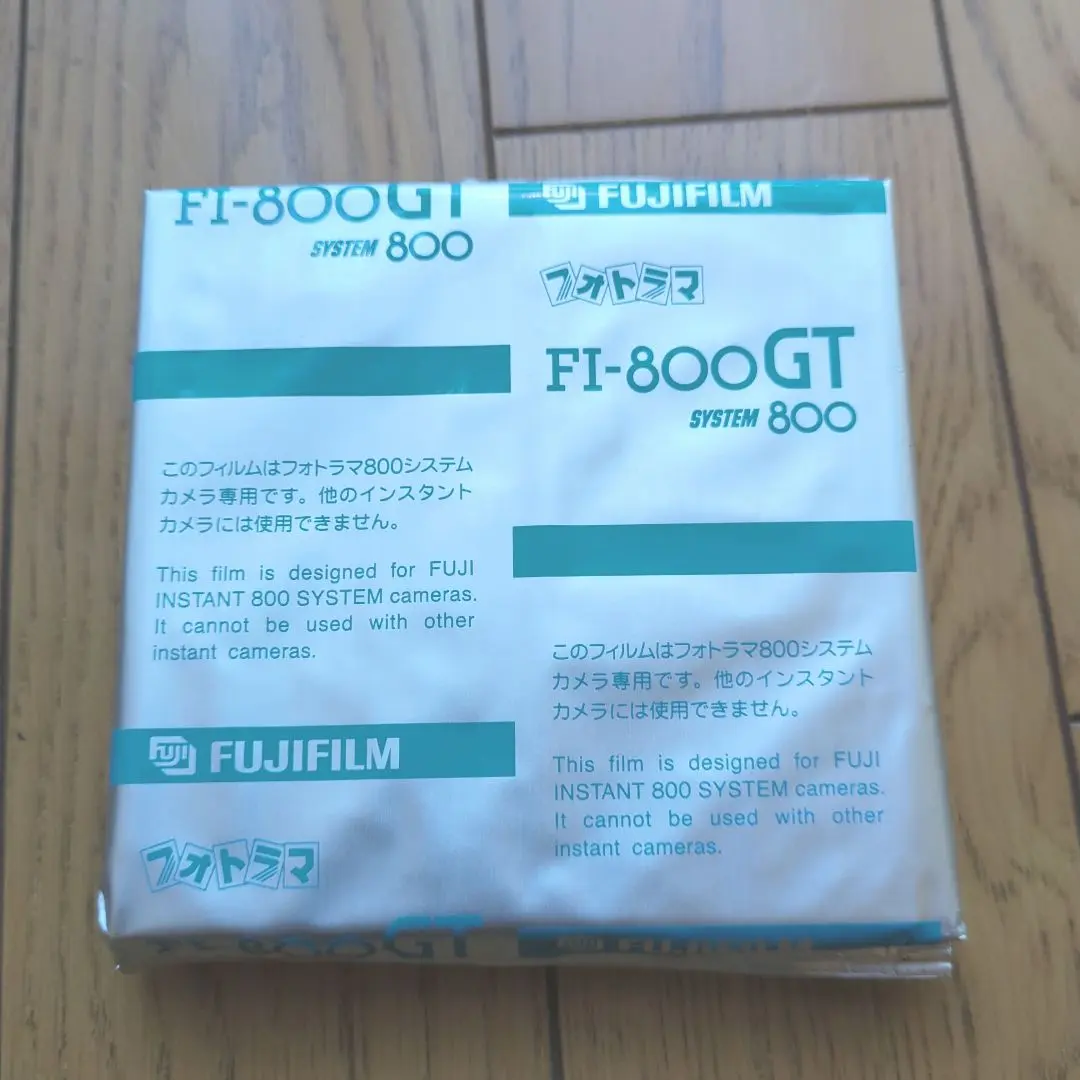 FI-800GT
SYSTEM 800
このフィルムはフォトラマ800システム
カメラ専用です。他のインスタント
カメラには使用できません。
This film is designed for FUJI
INSTANT 800 SYSTEM cameras.
It cannot be used with other
instant cameras.
FUJI FUJIFILM
フォトラマ
FUJI FUJIFILM
フォトラマ
FI-800GT
SYSTEM 800
このフィルムはフォトラマ800システム
カメラ専用です。他のインスタント
カメラには使用できません。
This film is designed for FUJI
INSTANT 800 SYSTEM cameras.
It cannot be used with other
instant cameras.
800GT